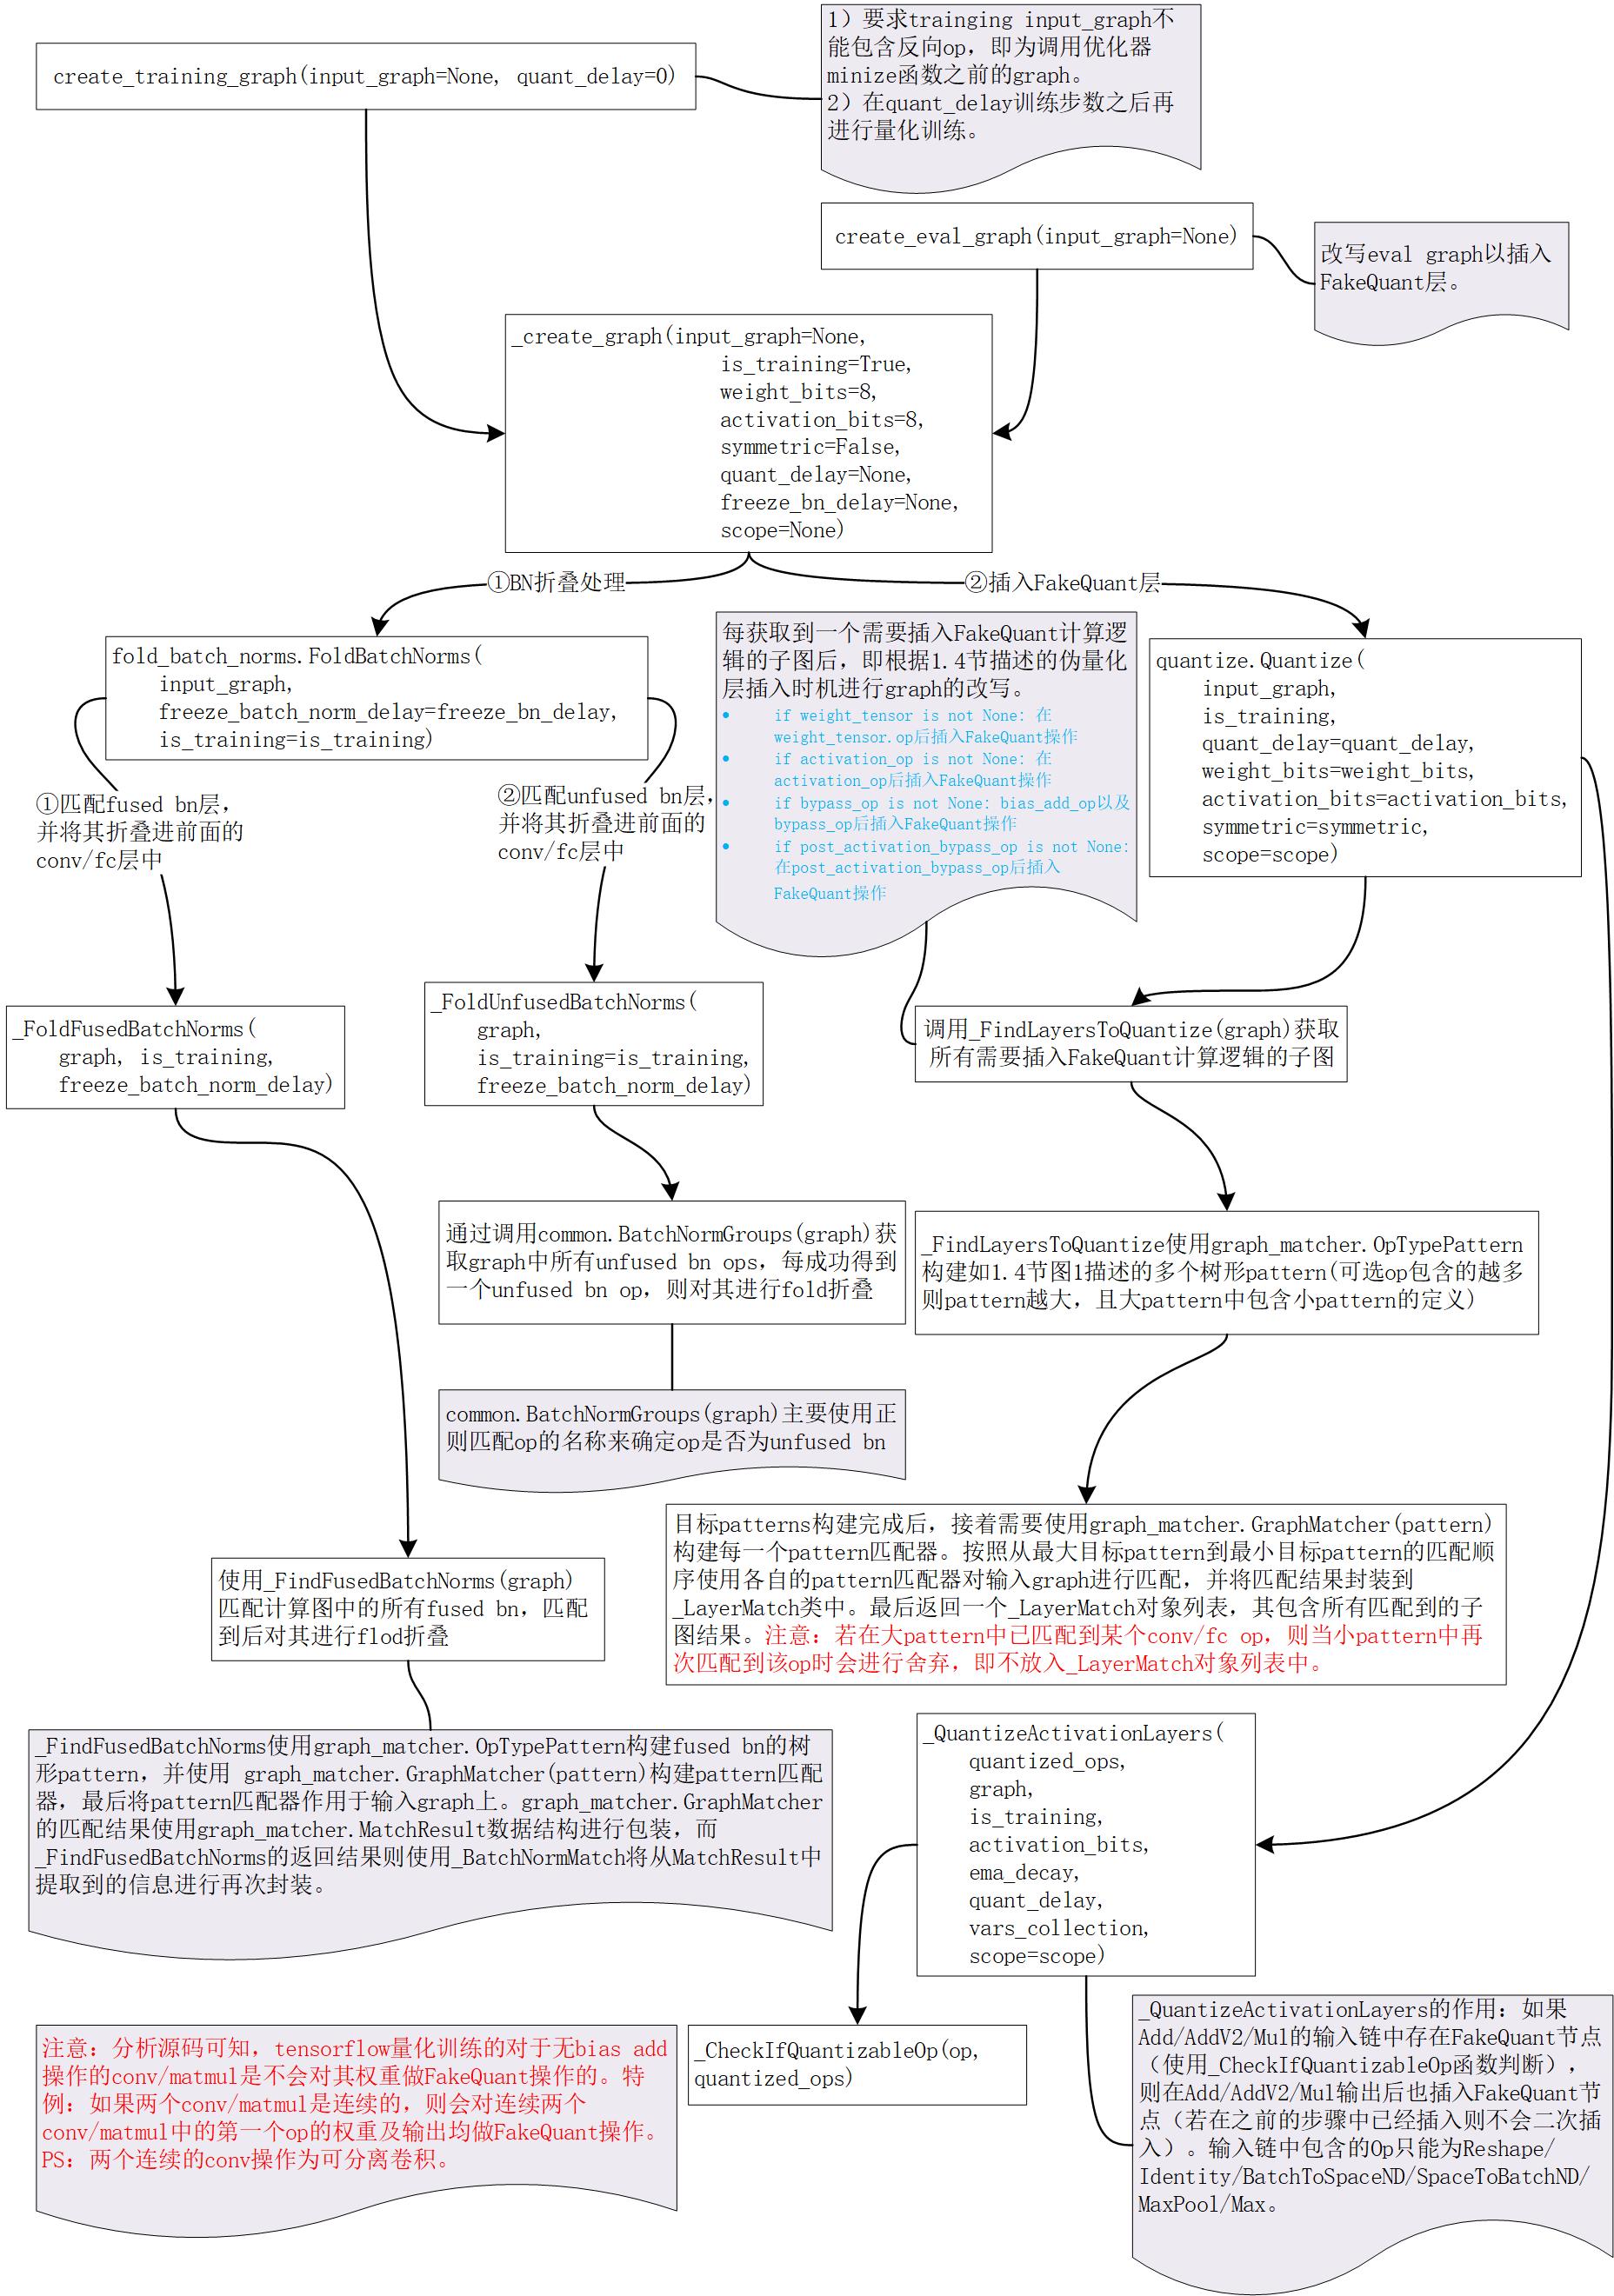 create_training_graph(input_graph=None, quant_delay=0)
1）要求trainging input_graph不
能包含反向op，即为调用优化器
minize函数之前的graph。
2）在quant_delay训练步数之后再
进行量化训练。
create_eval_graph(input_graph=None)
改写eval graph以插入
FakeQuant层。
_create_graph(input_graph=None,
is_training=True,
weight_bits=8,
activation_bits=8,
symmetric=False,
quant_delay=None,
freeze_bn_delay=None,
scope=None)
①BN折叠处理
②插入FakeQuant层
fold_batch_norms.FoldBatchNorms(
input_graph,
freeze_batch_norm_delay=freeze_bn_delay,
is_training=is_training)
①匹配fused bn层，
并将其折叠进前面的
conv/fc层中
②匹配unfused bn层，
并将其折叠进前面的
conv/fc层中
每获取到一个需要插入FakeQuant计算逻
辑的子图后，即根据1.4节描述的伪量化
层插入时机进行graph的改写。
• if weight_tensor is not None: 在
weight_tensor.op后插入FakeQuant操作
• if activation_op is not None: 在
activation_op后插入FakeQuant操作
• if bypass_op is not None: bias_add_op以及
bypass_op后插入FakeQuant操作
• if post_activation_bypass_op is not None:
在post_activation_bypass_op后插入
FakeQuant操作
quantize.Quantize(
input_graph,
is_training,
quant_delay=quant_delay,
weight_bits=weight_bits,
activation_bits=activation_bits,
symmetric=symmetric,
scope=scope)
_FoldFusedBatchNorms(
graph, is_training,
freeze_batch_norm_delay)
_FoldUnfusedBatchNorms(
graph,
is_training=is_training,
freeze_batch_norm_delay)
调用_FindLayersToQuantize(graph)获取
所有需要插入FakeQuant计算逻辑的子图
通过调用common.BatchNormGroups(graph)获
取graph中所有unfused bn ops，每成功得到
一个unfused bn op，则对其进行fold折叠
_FindLayersToQuantize使用graph_matcher.OpTypePattern
构建如1.4节图1描述的多个树形pattern(可选op包含的越多
则pattern越大，且大pattern中包含小pattern的定义)
common.BatchNormGroups(graph)主要使用正
则匹配op的名称来确定op是否为unfused bn
目标patterns构建完成后，接着需要使用graph_matcher.GraphMatcher(pattern)
构建每一个pattern匹配器。按照从最大目标pattern到最小目标pattern的匹配顺
序使用各自的pattern匹配器对输入graph进行匹配，并将匹配结果封装到
_LayerMatch类中。最后返回一个_LayerMatch对象列表，其包含所有匹配到的子
图结果。注意：若在大pattern中已匹配到某个conv/fc op，则当小pattern中再
次匹配到该op时会进行舍弃，即不放入_LayerMatch对象列表中。
使用_FindFusedBatchNorms(graph)
匹配计算图中的所有fused bn，匹配
到后对其进行flod折叠
_FindFusedBatchNorms使用graph_matcher.OpTypePattern构建fused bn的树
形pattern，并使用 graph_matcher.GraphMatcher(pattern)构建pattern匹配
器，最后将pattern匹配器作用于输入graph上。graph_matcher.GraphMatcher
的匹配结果使用graph_matcher.MatchResult数据结构进行包装，而
_FindFusedBatchNorms的返回结果则使用_BatchNormMatch将从MatchResult中
提取到的信息进行再次封装。
_QuantizeActivationLayers(
quantized_ops,
graph,
is_training,
activation_bits,
ema_decay,
quant_delay,
vars_collection,
scope=scope)
注意：分析源码可知，tensorflow量化训练的对于无bias add
操作的conv/matmul是不会对其权重做FakeQuant操作的。特
例：如果两个conv/matmul是连续的，则会对连续两个
conv/matmul中的第一个op的权重及输出均做FakeQuant操作。
PS：两个连续的conv操作为可分离卷积。
_CheckIfQuantizableOp(op,
quantized_ops)
_QuantizeActivationLayers的作用：如果
Add/AddV2/Mul的输入链中存在FakeQuant节点
（使用_CheckIfQuantizableOp函数判断），
则在Add/AddV2/Mul输出后也插入FakeQuant节
点（若在之前的步骤中已经插入则不会二次插
入）。输入链中包含的Op只能为Reshape/
Identity/BatchToSpaceND/SpaceToBatchND/
MaxPool/Max。